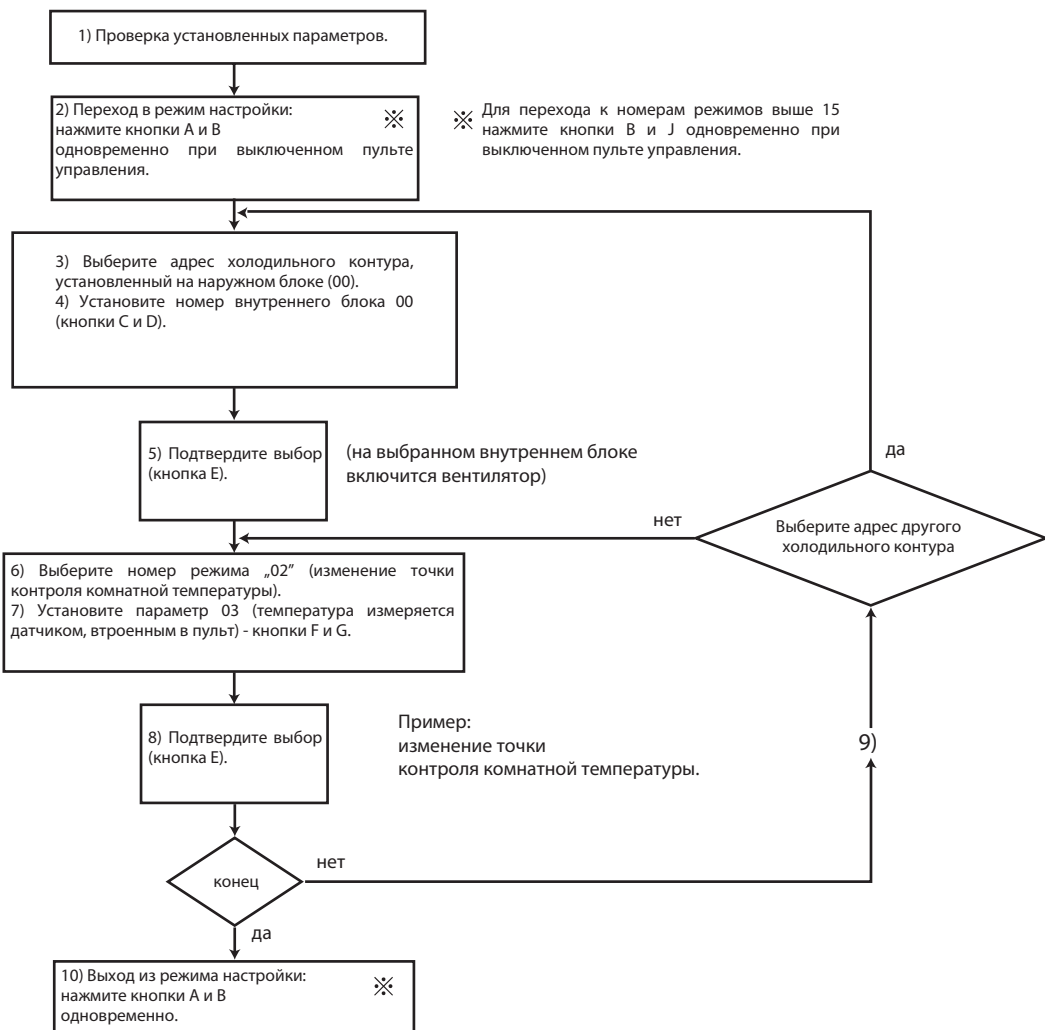 1) Проверка установленных параметров.
2) Переход в режим настройки:
нажмите кнопки А и В
одновременно при выключенном пульте
управления.
※
※ Для перехода к номерам режимов выше 15
нажмите кнопки В и J одновременно при
выключенном пульте управления.
3) Выберите адрес холодильного контура,
установленный на наружном блоке (00).
4) Установите номер внутреннего блока 00
(кнопки C и D).
5) Подтвердите выбор
(кнопка Е).
(на выбранном внутреннем блоке
включится вентилятор)
да
нет
Выберите адрес другого
холодильного контура
6) Выберите номер режима „02” (изменение точки
контроля комнатной температуры).
7) Установите параметр 03 (температура измеряется
датчиком, втроенным в пульт) - кнопки F и G.
8) Подтвердите выбор
(кнопка Е).
Пример:
изменение точки
контроля комнатной температуры.
9)
конец
нет
да
10) Выход из режима настройки:
нажмите кнопки А и В
одновременно.
※